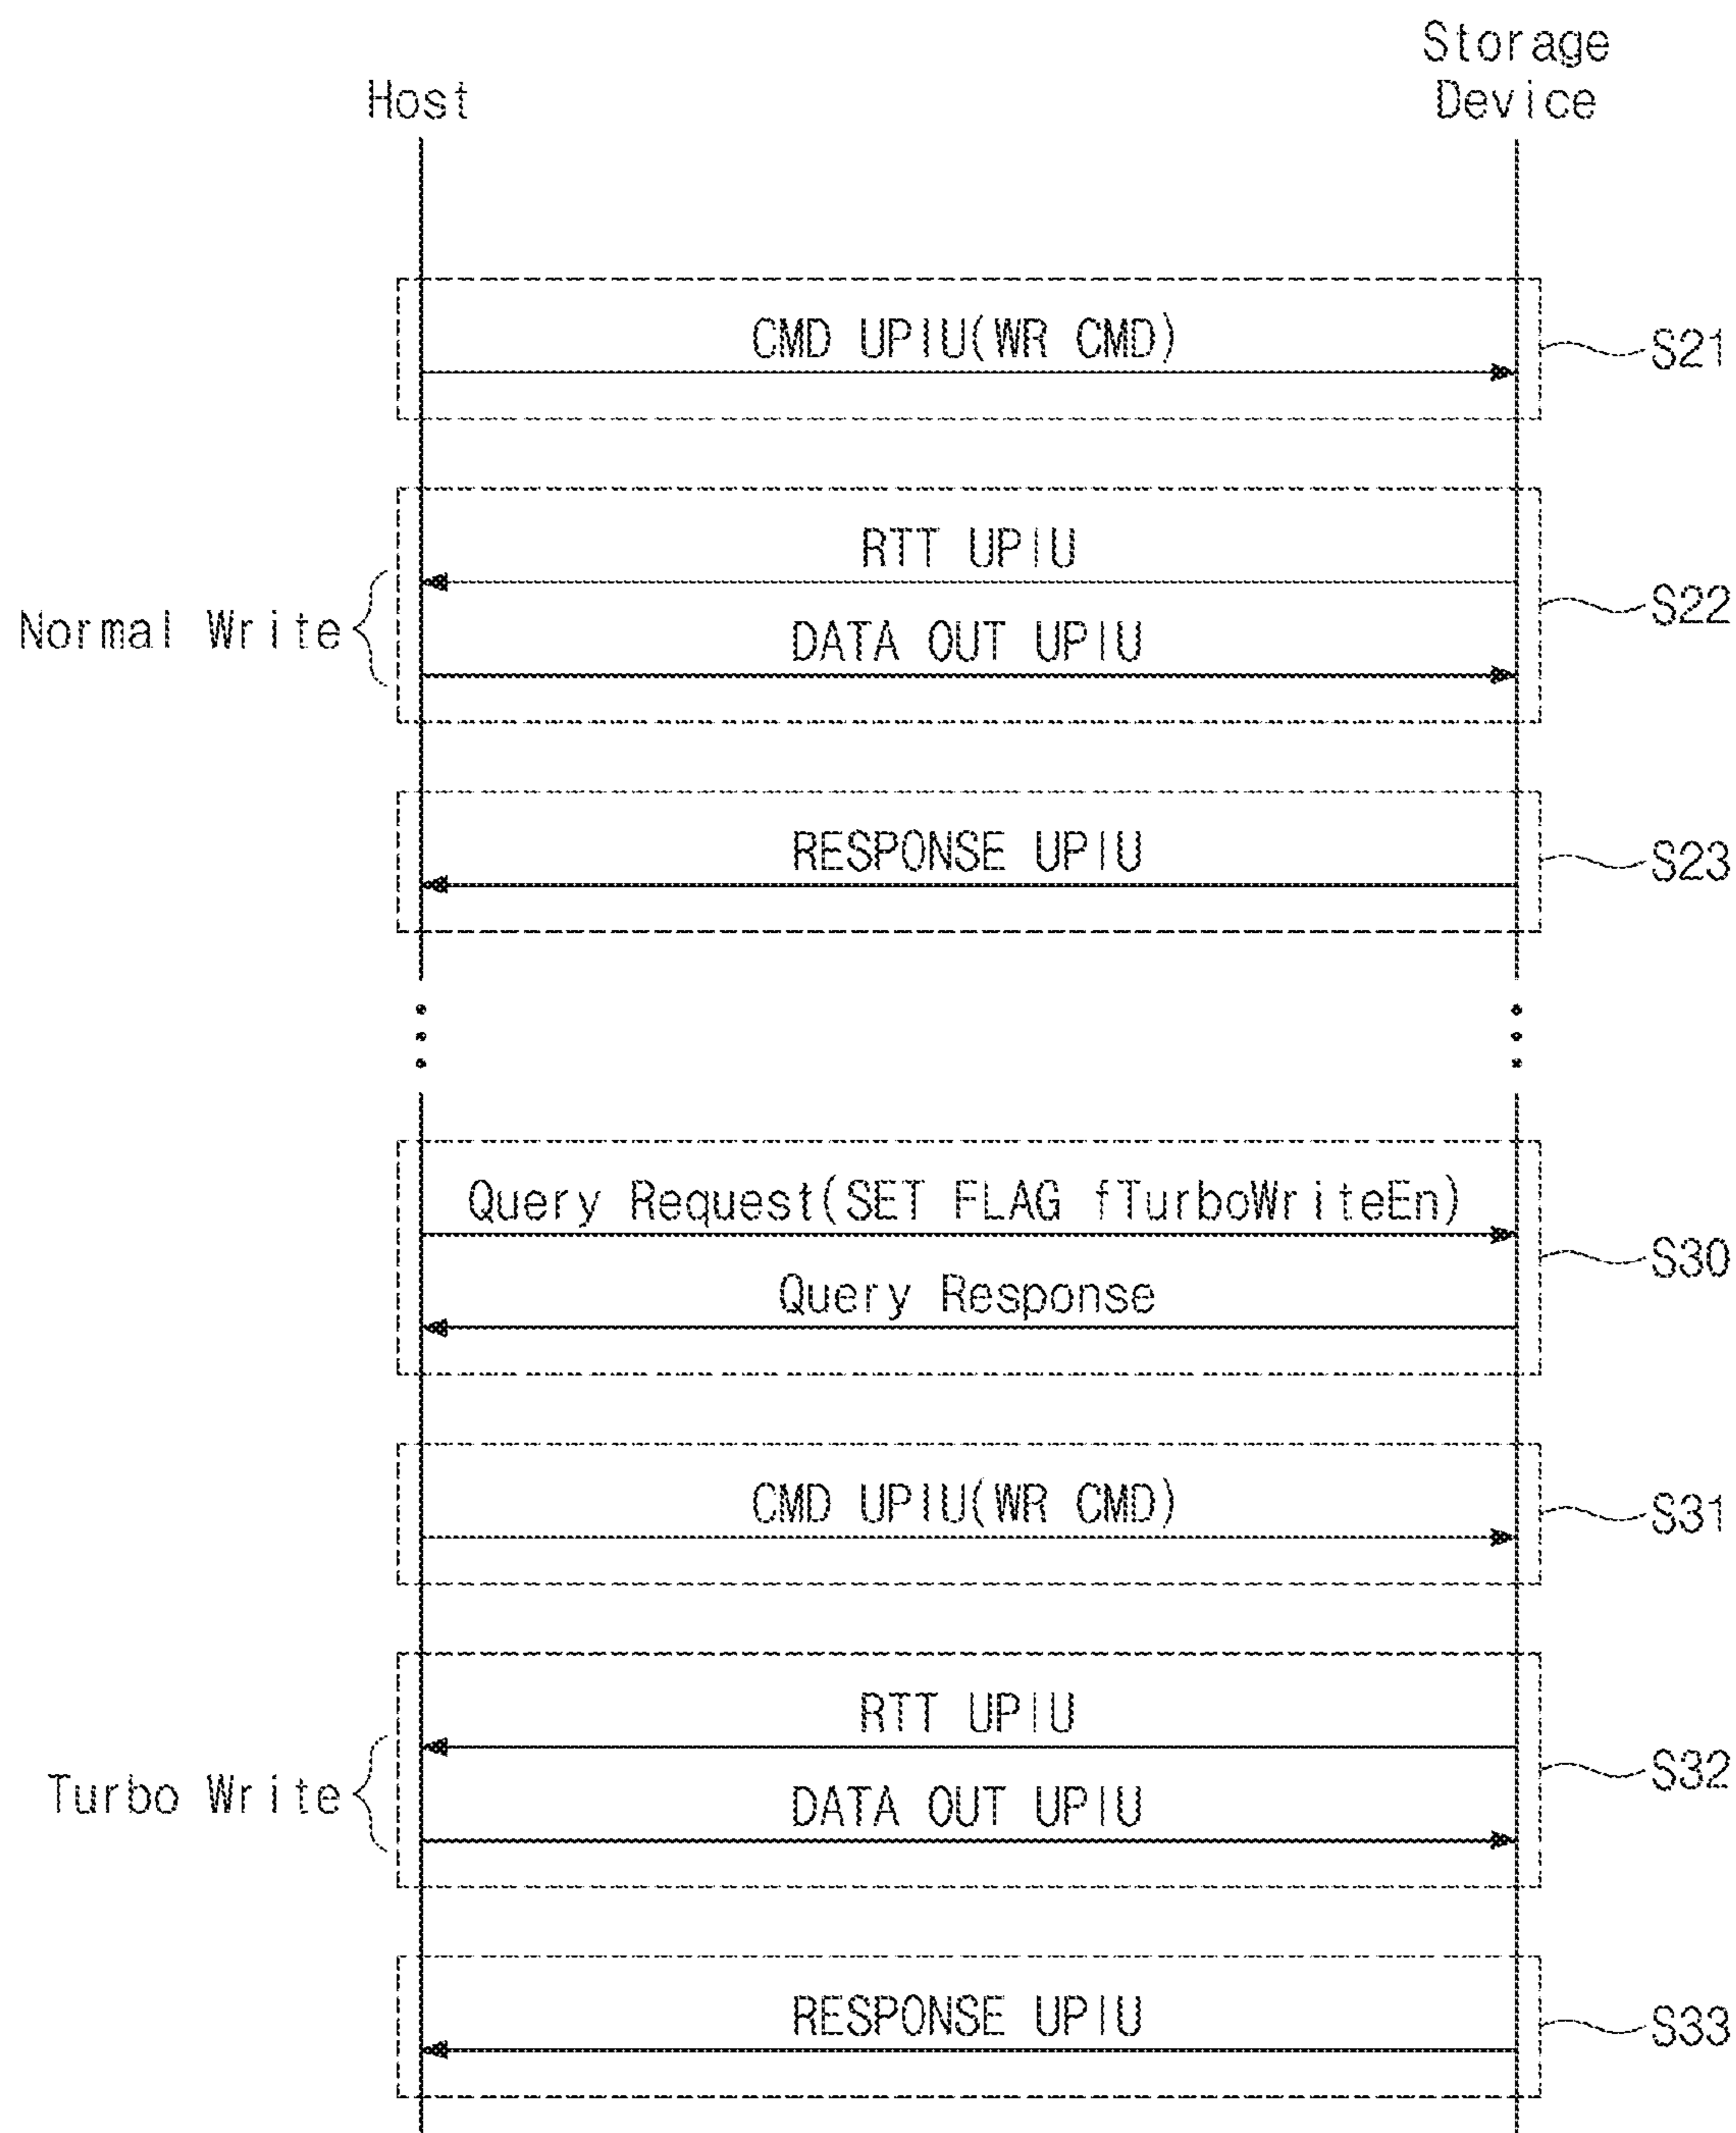 Storage
Device
Host
CMD UPIU(WR CMD)
S21
RTT UPIU
S22
Normal Write
DATA OUT UPIU
RESPONSE UPIU
S23
Query Request(SET FLAG fTurboWriteEn)
S30
Query Response
CMD UPIU(WR CMD)
S31
RTT UPIU
S32
Turbo Write
DATA OUT UPIU
RESPONSE UPIU
S33